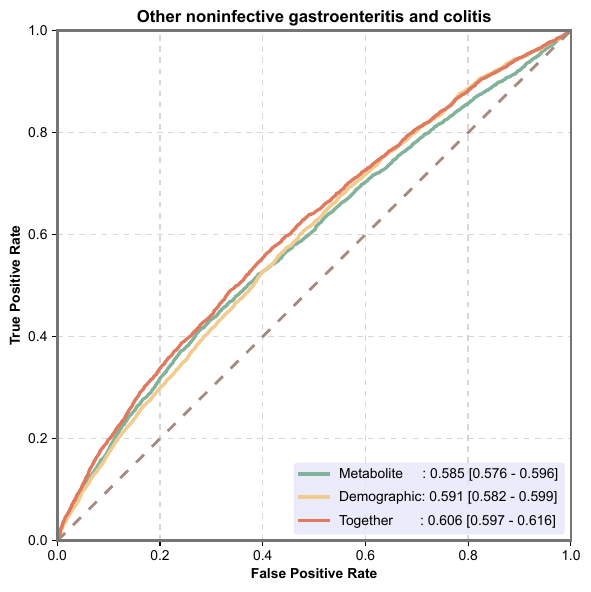 Other noninfective gastroenteritis and colitis
1.0
0.8
0.6
0.4
0.2
0.0
True Positive Rate
Metabolite : 0.585 [0.576 - 0.596]
Demographic: 0.591 [0.582 - 0.599]
Together : 0.606 [0.597 - 0.616]
0.0 0.2 0.4 0.6 0.8 1.0
False Positive Rate